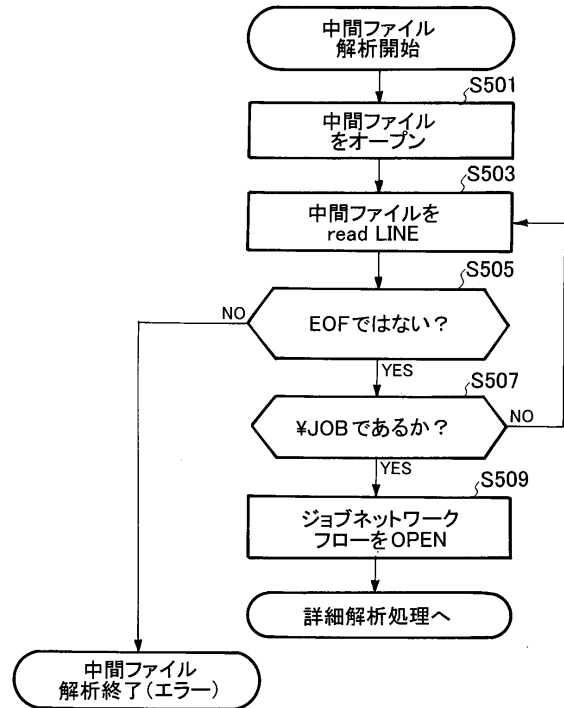 中間ファイル
解析開始
S501
中間ファイル
をオープン
S503
中間ファイルを
read LINE
S505
EOFではない？
NO
YES
S507
¥JOBであるか？
NO
YES
S509
ジョブネットワーク
フローをOPEN
詳細解析処理へ
中間ファイル
解析終了(エラー)